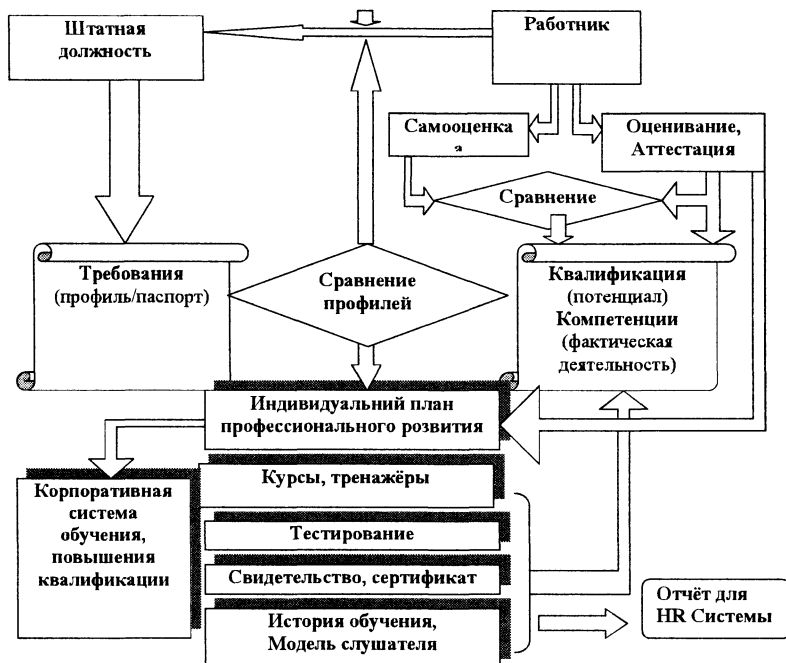 Штатная
должность
Работник
Самооценка
а
Оценивание,
Аттестация
Сравнение
Требования
(профиль/паспорт)
Сравнение
профилей
Квалификация
(потенциал)
Компетенции
(фактическая
деятельность)
Индивидуальний план
профессионального розвития
Корпоративная
система
обучения,
повышения
квалификации
Курсы, тренажёры
Тестирование
Свидетельство, сертификат
История обучения,
Модель слушателя
Отчёт для
HR Системы